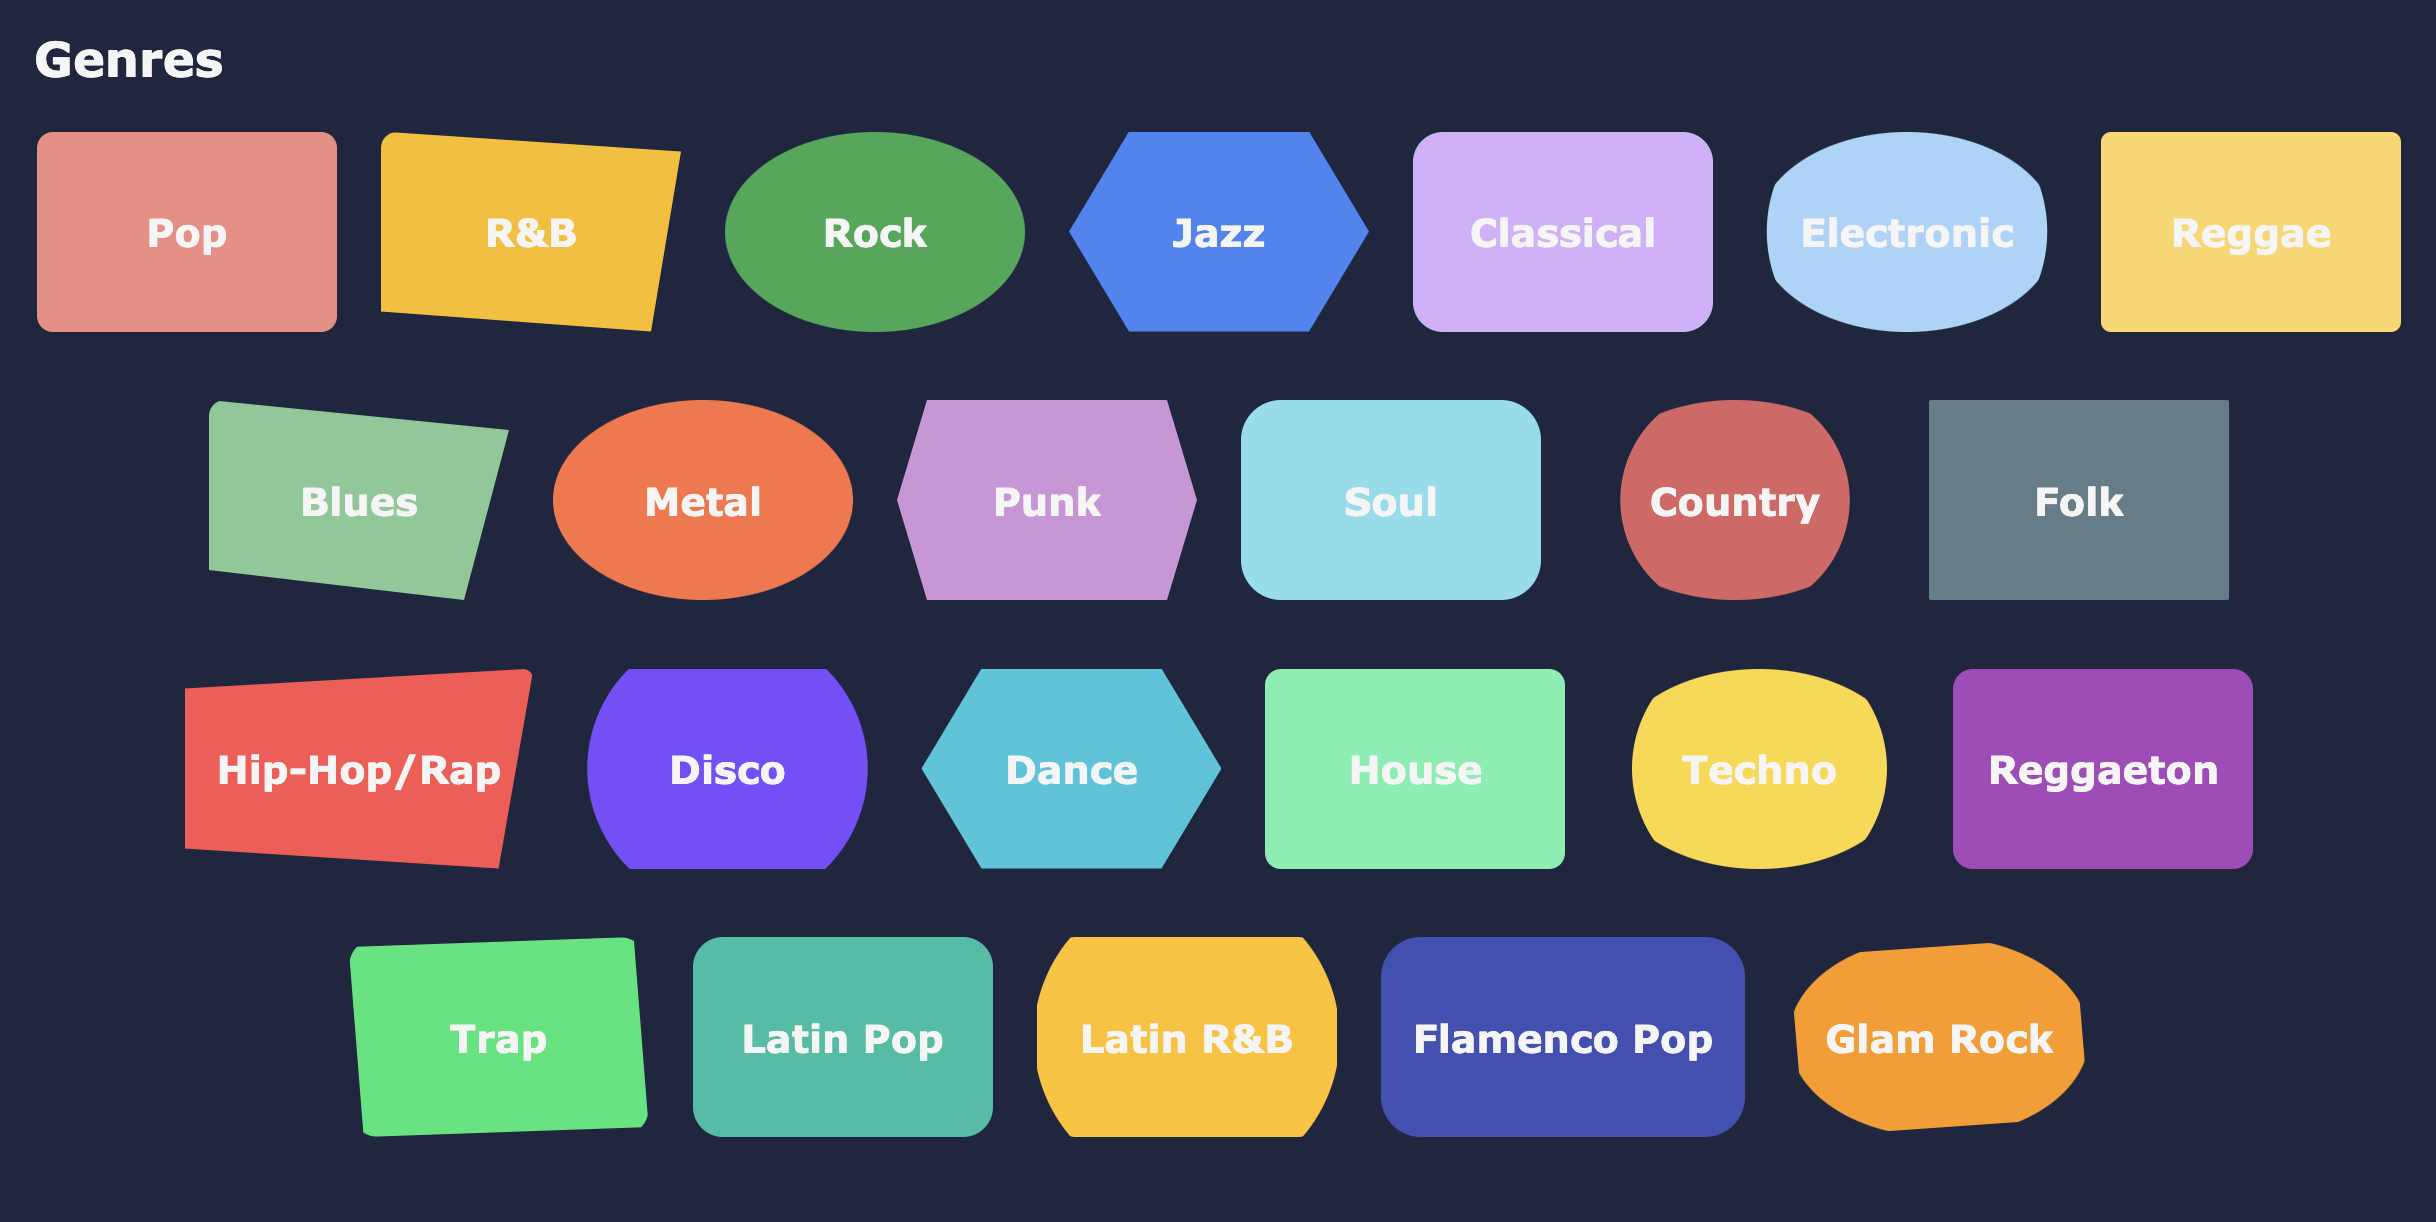 Genres
Pop
R&B
Rock
Jazz
Classical
Electronic
Reggae
Blues
Metal
Punk
Soul
Country
Folk
Hip-Hop/Rap
Disco
Dance
House
Techno
Reggaeton
Trap
Latin Pop
Latin R&B
Flamenco Pop
Glam Rock